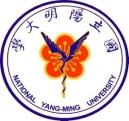 國立陽明大學
NATIONAL YANG-MING UNIVERSITY